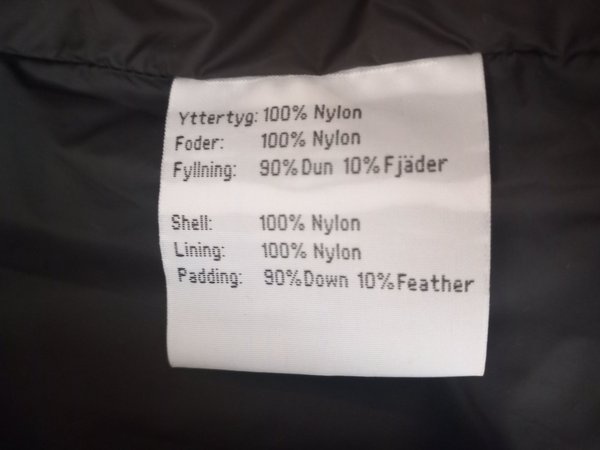 Yttertyg: 100% Nylon
Foder: 100% Nylon
Fyllning: 90% Dun 10% Fjäder
Shell: 100% Nylon
Lining: 100% Nylon
Padding: 90% Down 10% Feather